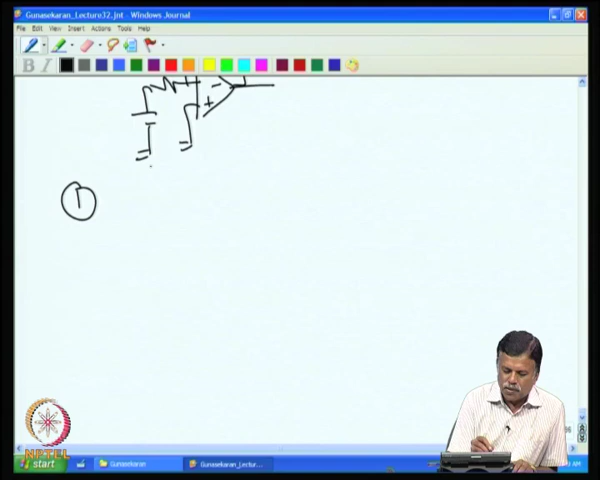 Gunasekaran_Lecture32.jnt - Windows Journal
File Edit View Insert Actions Tools Help
B I
-
+
1
NPTEL
start Gunasekaran Gunasekaran_Lectur...